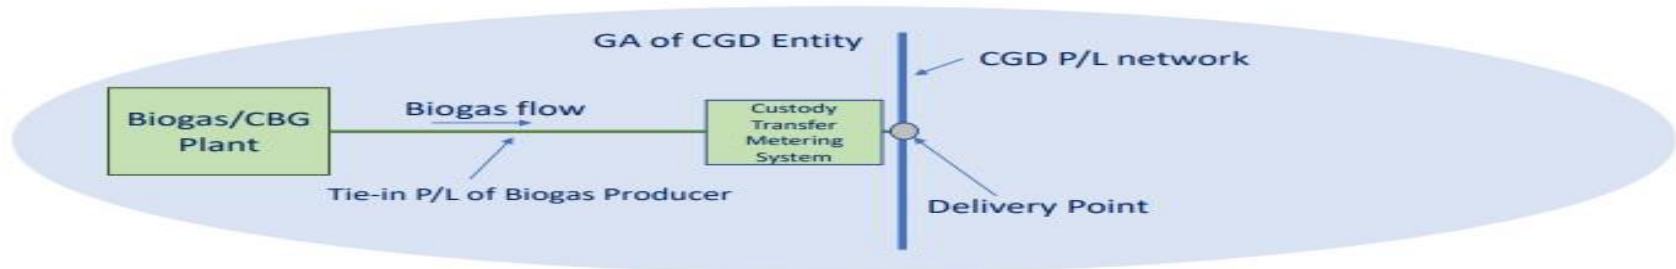 GA of CGD Entity
CGD P/L network
Biogas/CBG
Plant
Biogas flow
Custody
Transfer
Metering
System
Tie-in P/L of Biogas Producer
Delivery Point